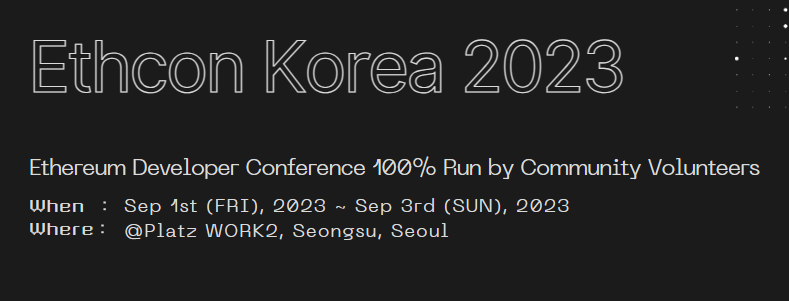 Ethcon Korea 2023
Ethereum Developer Conference 100% Run by Community Volunteers
When : Sep 1st (FRI), 2023 ~ Sep 3rd (SUN), 2023
Where : @Platz WORK2, Seongsu, Seoul